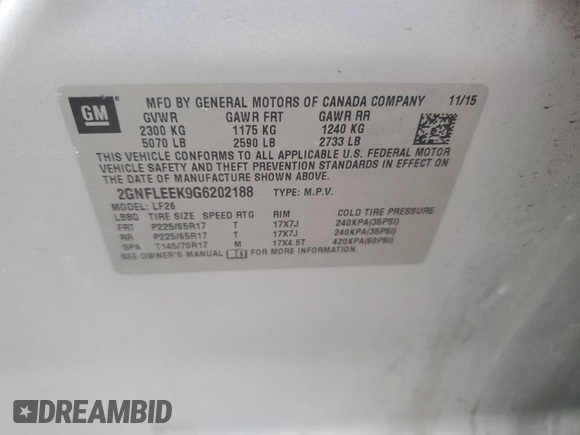 GM
MFD BY GENERAL MOTORS OF CANADA COMPANY 11/15
GVWR GAWR FRT GAWR RR
2300 KG 1175 KG 1240 KG
5070 LB 2590 LB 2733 LB
THIS VEHICLE CONFORMS TO ALL APPLICABLE U.S. FEDERAL MOTOR
VEHICLE SAFETY AND THEFT PREVENTION STANDARDS IN EFFECT ON
THE DATE OF MANUFACTURE SHOWN ABOVE.
2GNFLEEK9G6202188 TYPE: M.P.V.
MODEL: LF26
LBBQ TIRE SIZE SPEED RTG RIM COLD TIRE PRESSURE
FRT P225/65R17 T 17X7J 240KPA(35PSI)
RR P225/65R17 T 17X7J 240KPA(35PSI)
SPA T145/70R17 M 17X4.5T 420KPA(60PSI)
SEE OWNER'S MANUAL FOR MORE INFORMATION.
DREAMBID